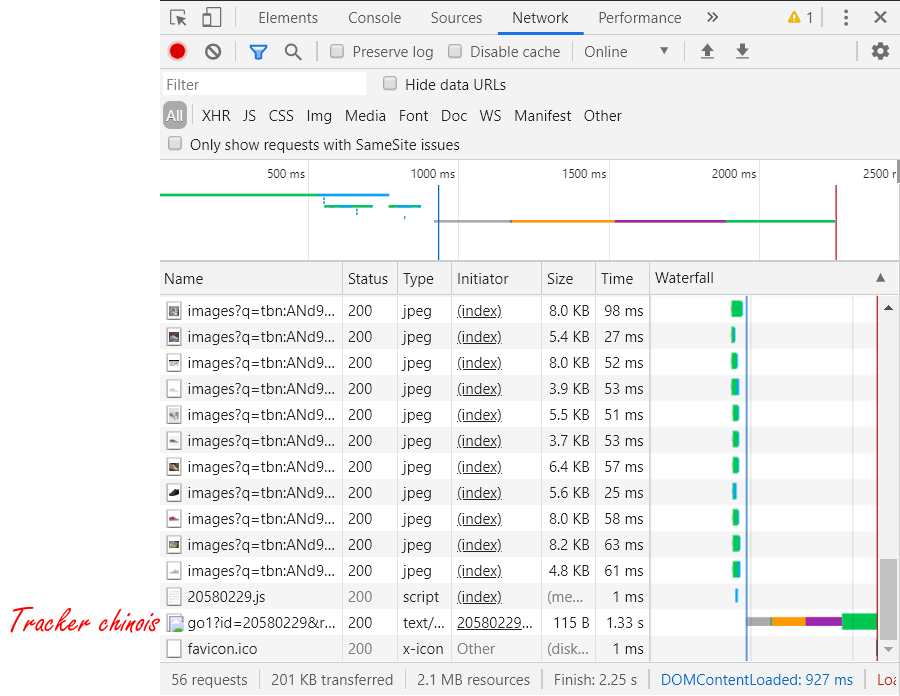 Elements Console Sources Network Performance » 1
Preserve log Disable cache Online
Filter Hide data URLs
All XHR JS CSS Img Media Font Doc WS Manifest Other
Only show requests with SameSite issues
500 ms 1000 ms 1500 ms 2000 ms 2500 r
Name Status Type Initiator Size Time Waterfall
images?q=tbn:ANd9... 200 jpeg (index) 8.0 KB 98 ms
images?q=tbn:ANd9... 200 jpeg (index) 5.4 KB 27 ms
images?q=tbn:ANd9... 200 jpeg (index) 8.0 KB 52 ms
images?q=tbn:ANd9... 200 jpeg (index) 3.9 KB 53 ms
images?q=tbn:ANd9... 200 jpeg (index) 5.5 KB 51 ms
images?q=tbn:ANd9... 200 jpeg (index) 3.7 KB 53 ms
images?q=tbn:ANd9... 200 jpeg (index) 6.4 KB 57 ms
images?q=tbn:ANd9... 200 jpeg (index) 5.6 KB 25 ms
images?q=tbn:ANd9... 200 jpeg (index) 8.0 KB 58 ms
images?q=tbn:ANd9... 200 jpeg (index) 8.2 KB 63 ms
images?q=tbn:ANd9... 200 jpeg (index) 4.8 KB 61 ms
20580229.js 200 script (index) (me... 1 ms
Tracker chinois go1?id=20580229&r... 200 text/... 20580229... 115 B 1.33 s
favicon.ico 200 x-icon Other (disk... 1 ms
56 requests 201 KB transferred 2.1 MB resources Finish: 2.25 s DOMContentLoaded: 927 ms Loa